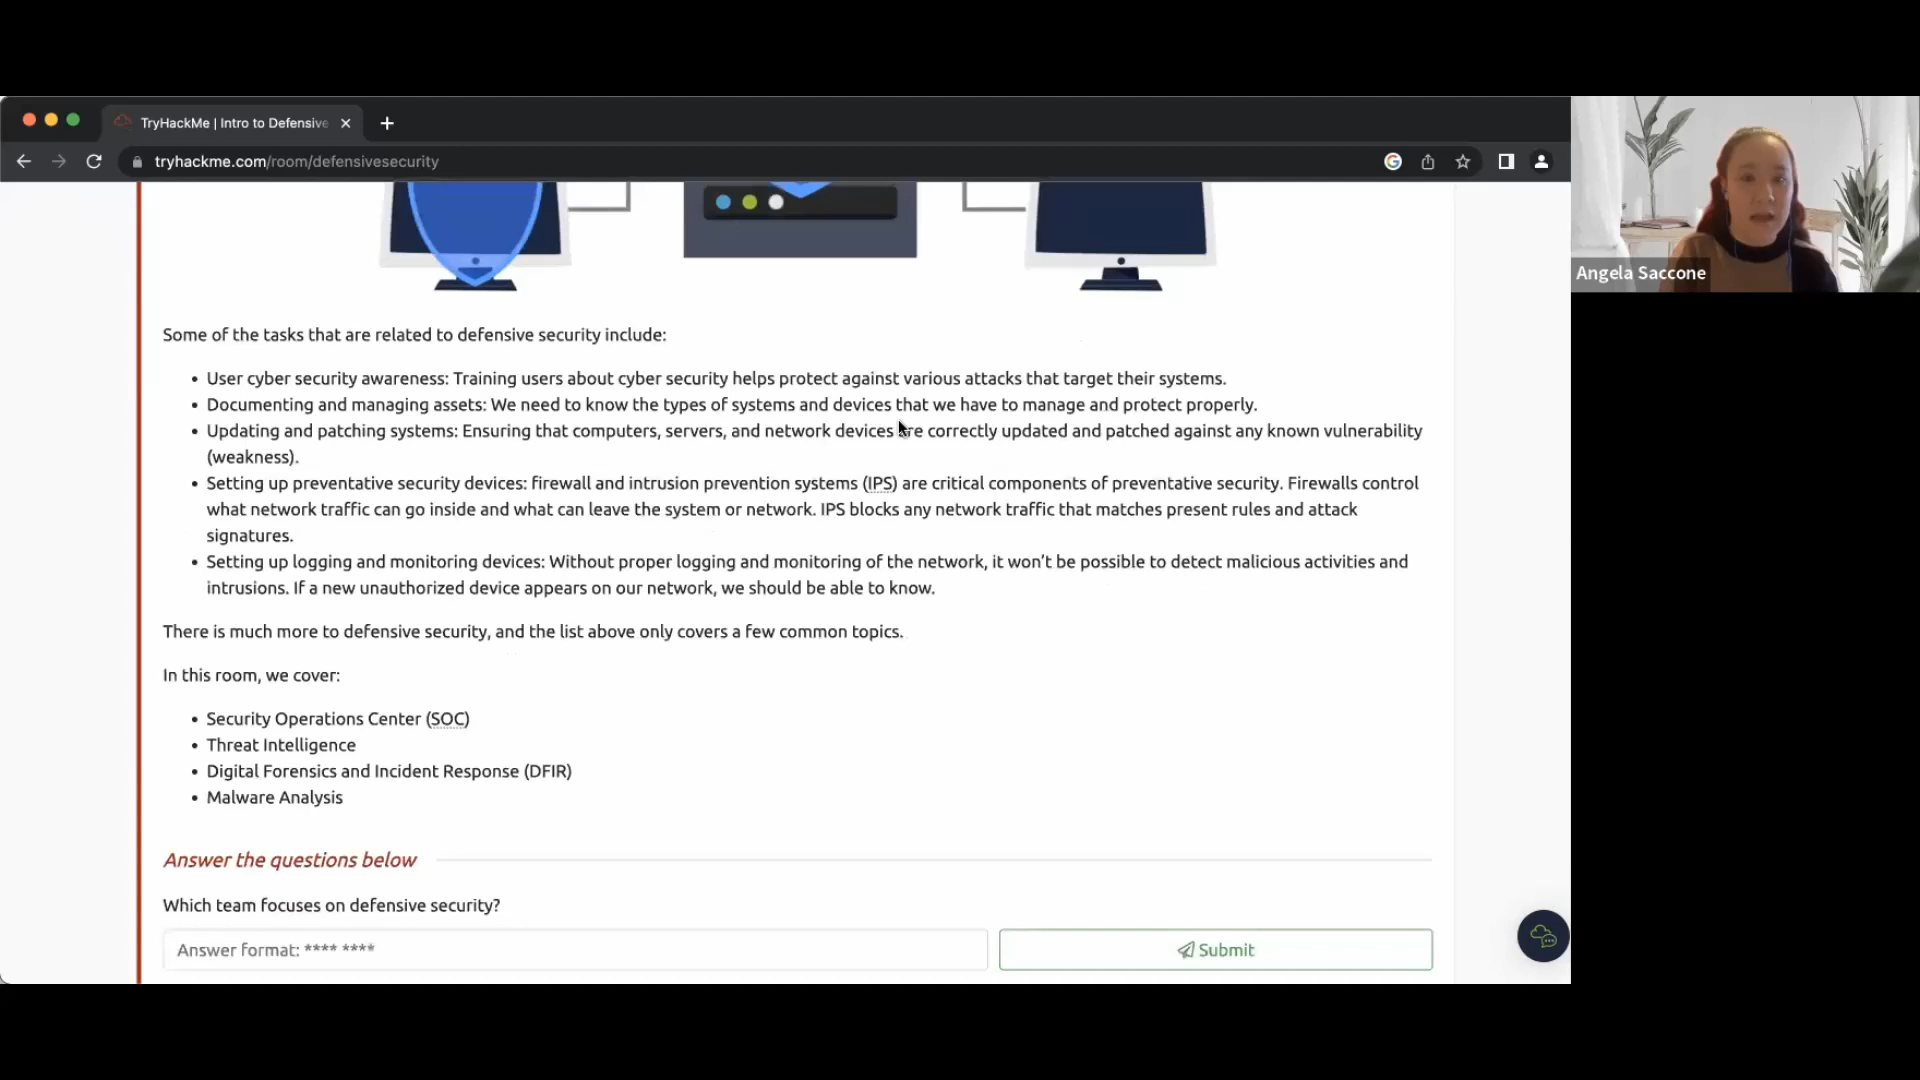 TryHackMe | Intro to Defensive
tryhackme.com/room/defensivesecurity
Angela Saccone
Some of the tasks that are related to defensive security include:
• User cyber security awareness: Training users about cyber security helps protect against various attacks that target their systems.
• Documenting and managing assets: We need to know the types of systems and devices that we have to manage and protect properly.
• Updating and patching systems: Ensuring that computers, servers, and network devices are correctly updated and patched against any known vulnerability
(weakness).
• Setting up preventative security devices: firewall and intrusion prevention systems (IPS) are critical components of preventative security. Firewalls control
what network traffic can go inside and what can leave the system or network. IPS blocks any network traffic that matches present rules and attack
signatures.
• Setting up logging and monitoring devices: Without proper logging and monitoring of the network, it won’t be possible to detect malicious activities and
intrusions. If a new unauthorized device appears on our network, we should be able to know.
There is much more to defensive security, and the list above only covers a few common topics.
In this room, we cover:
• Security Operations Center (SOC)
• Threat Intelligence
• Digital Forensics and Incident Response (DFIR)
• Malware Analysis
Answer the questions below
Which team focuses on defensive security?
Answer format: **** ****
Submit